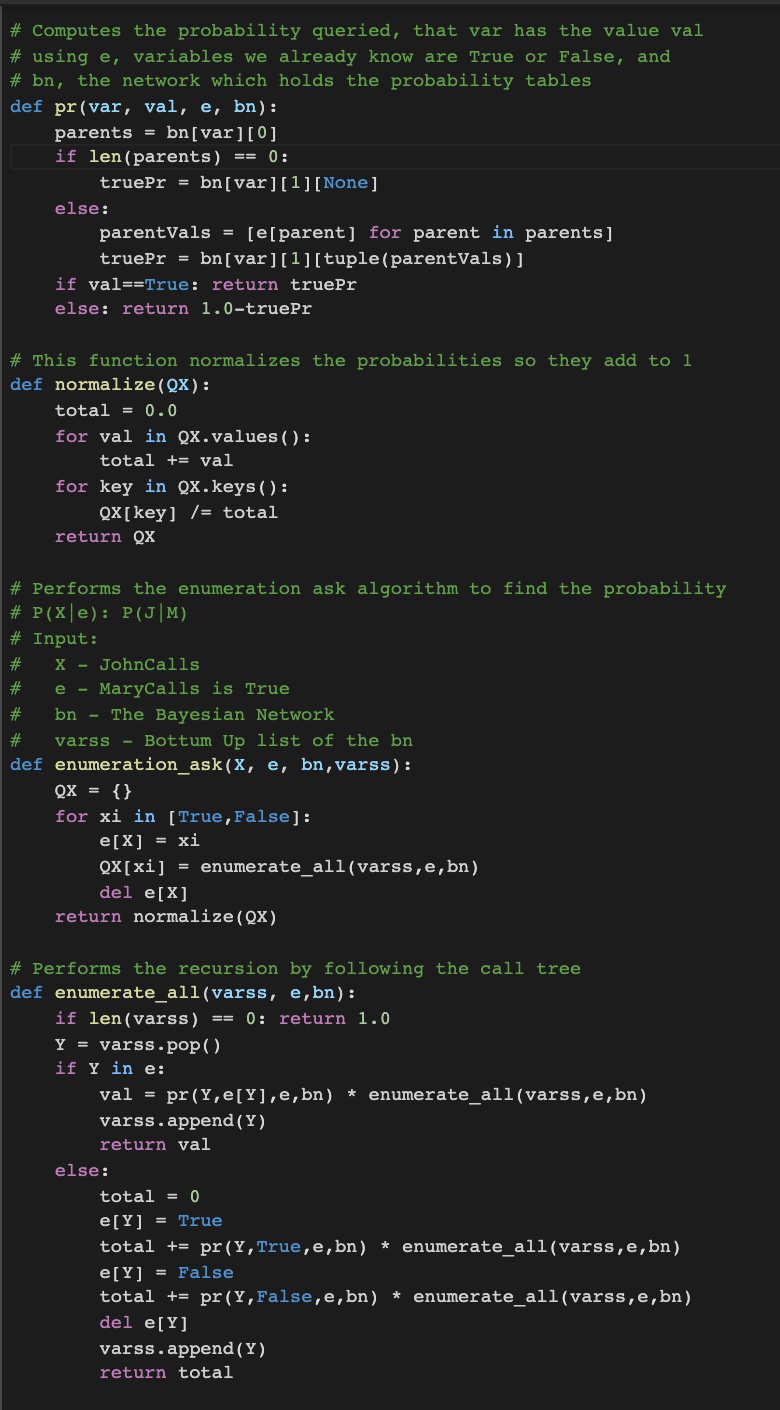 # Computes the probability queried, that var has the value val
# using e, variables we already know are True or False, and
# bn, the network which holds the probability tables
def pr(var, val, e, bn):
    parents = bn[var][0]
    if len(parents) == 0:
        truePr = bn[var][1][None]
    else:
        parentVals = [e[parent] for parent in parents]
        truePr = bn[var][1][tuple(parentVals)]
    if val==True: return truePr
    else: return 1.0-truePr

# This function normalizes the probabilities so they add to 1
def normalize(QX):
    total = 0.0
    for val in QX.values():
        total += val
    for key in QX.keys():
        QX[key] /= total
    return QX

# Performs the enumeration ask algorithm to find the probability
# P(X|e): P(J|M)
# Input:
#   X - JohnCalls
#   e - MaryCalls is True
#   bn - The Bayesian Network
#   varss - Bottum Up list of the bn
def enumeration_ask(X, e, bn,varss):
    QX = {}
    for xi in [True,False]:
        e[X] = xi
        QX[xi] = enumerate_all(varss,e,bn)
        del e[X]
    return normalize(QX)

# Performs the recursion by following the call tree
def enumerate_all(varss, e,bn):
    if len(varss) == 0: return 1.0
    Y = varss.pop()
    if Y in e:
        val = pr(Y,e[Y],e,bn) * enumerate_all(varss,e,bn)
        varss.append(Y)
        return val
    else:
        total = 0
        e[Y] = True
        total += pr(Y,True,e,bn) * enumerate_all(varss,e,bn)
        e[Y] = False
        total += pr(Y,False,e,bn) * enumerate_all(varss,e,bn)
        del e[Y]
        varss.append(Y)
        return total